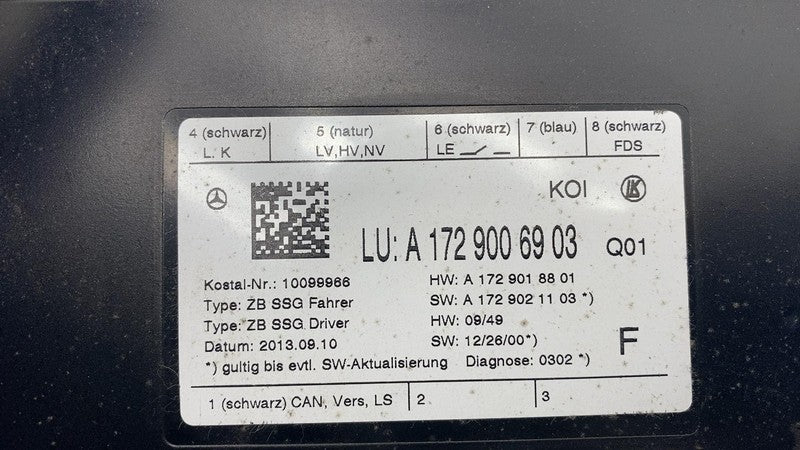 4 (schwarz) 5 (natur) 6 (schwarz) 7 (blau) 8 (schwarz)
L. K LV,HV,NV LE FDS
KOI LK
LU: A 172 900 69 03 Q01
Kostal-Nr.: 10099966 HW: A 172 901 88 01
Type: ZB SSG Fahrer SW: A 172 902 11 03 *)
Type: ZB SSG Driver HW: 09/49
Datum: 2013.09.10 SW: 12/26/00*) F
*) gultig bis evtl. SW-Aktualisierung Diagnose: 0302 *)
1 (schwarz) CAN, Vers, LS 2 3